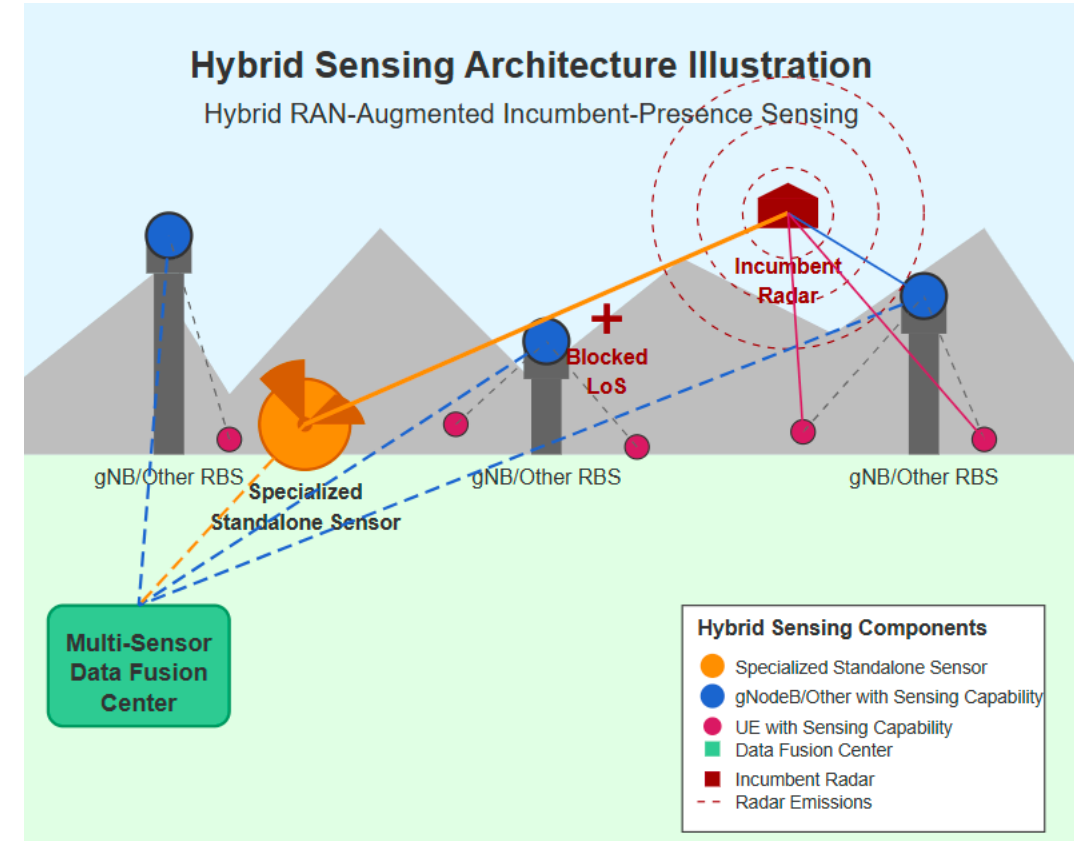 Hybrid Sensing Architecture Illustration
Hybrid RAN-Augmented Incumbent-Presence Sensing
Incumbent
Radar
Blocked
LoS
gNB/Other RBS
gNB/Other RBS
gNB/Other RBS
Specialized
Standalone Sensor
Multi-Sensor
Data Fusion
Center
Hybrid Sensing Components
Specialized Standalone Sensor
gNodeB/Other with Sensing Capability
UE with Sensing Capability
Data Fusion Center
Incumbent Radar
Radar Emissions